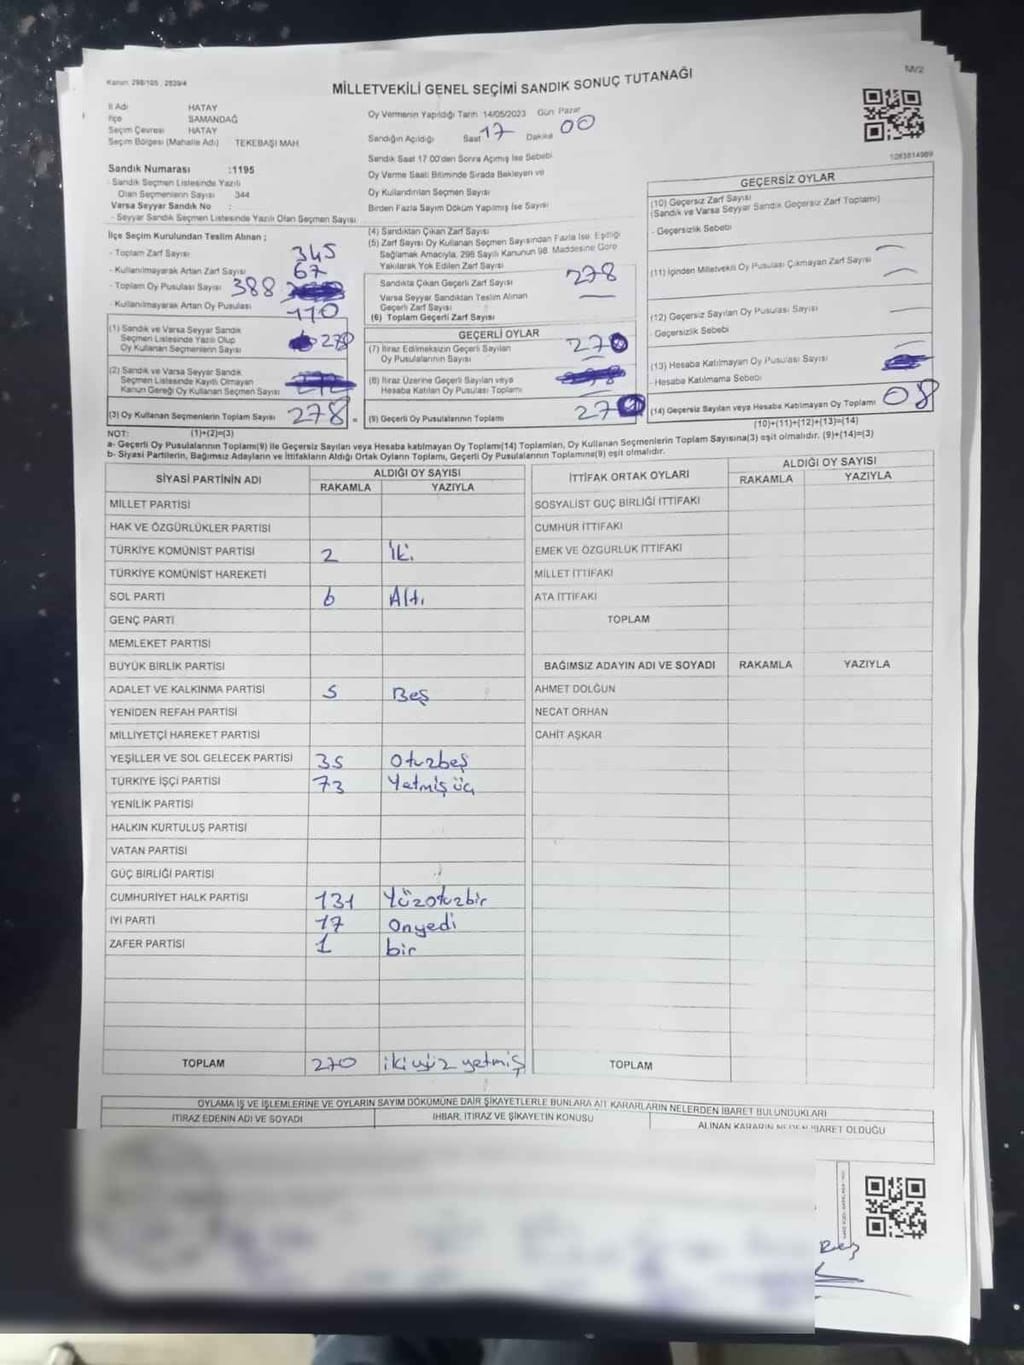 Kanun: 298/105 , 2839/4
MİLLETVEKİLİ GENEL SEÇİMİ SANDIK SONUÇ TUTANAĞI
MV/2
İl Adı HATAY
İlçe SAMANDAĞ
Seçim Çevresi HATAY
Seçim Bölgesi (Mahalle Adı) TEKEBAŞI MAH.
Oy Vermenin Yapıldığı Tarih 14/05/2023 Gün Pazar
Sandığın Açıldığı Saat 17 Dakika 00
Sandık Saat 17:00'den Sonra Açılmış İse Sebebi
Oy Verme Saati Bitiminde Sırada Bekleyen ve
Oy Kullandırılan Seçmen Sayısı
Birden Fazla Sayım Döküm Yapılmış İse Sayısı
1083814989
Sandık Numarası :1195
- Sandık Seçmen Listesinde Yazılı
Olan Seçmenlerin Sayısı 344
Varsa Seyyar Sandık No :
- Seyyar Sandık Seçmen Listesinde Yazılı Olan Seçmen Sayısı
İlçe Seçim Kurulundan Teslim Alınan ;
- Toplam Zarf Sayısı 345
- Kullanılmayarak Artan Zarf Sayısı 67
- Toplam Oy Pusulası Sayısı 388
- Kullanılmayarak Artan Oy Pusulası 110
(1) Sandık ve Varsa Seyyar Sandık
Seçmen Listesinde Yazılı Olup
Oy Kullanan Seçmenlerin Sayısı 278
(2) Sandık ve Varsa Seyyar Sandık
Seçmen Listesinde Kayıtlı Olmayan
Kanun Gereği Oy Kullanan Seçmen Sayısı
(3) Oy Kullanan Seçmenlerin Toplam Sayısı 278
(4) Sandıktan Çıkan Zarf Sayısı
(5) Zarf Sayısı Oy Kullanan Seçmen Sayısından Fazla İse, Eşitliği
Sağlamak Amacıyla, 298 Sayılı Kanunun 98. Maddesine Göre
Yakılarak Yok Edilen Zarf Sayısı
Sandıkta Çıkan Geçerli Zarf Sayısı 278
Varsa Seyyar Sandıktan Teslim Alınan
Geçerli Zarf Sayısı —
(6) Toplam Geçerli Zarf Sayısı
GEÇERLİ OYLAR
(7) İtiraz Edilmeksizin Geçerli Sayılan
Oy Pusulalarının Sayısı 270
(8) İtiraz Üzerine Geçerli Sayılan veya
Hesaba Katılan Oy Pusulası Toplamı
= (9) Geçerli Oy Pusulalarının Toplamı 270
GEÇERSİZ OYLAR
(10) Geçersiz Zarf Sayısı
(Sandık ve Varsa Seyyar Sandık Geçersiz Zarf Toplamı)
- Geçersizlik Sebebi
(11) İçinden Milletvekili Oy Pusulası Çıkmayan Zarf Sayısı —
(12) Geçersiz Sayılan Oy Pusulası Sayısı —
- Geçersizlik Sebebi
(13) Hesaba Katılmayan Oy Pusulası Sayısı
- Hesaba Katılmama Sebebi
+ (14) Geçersiz Sayılan veya Hesaba Katılmayan Oy Toplamı 08
NOT: (1)+(2)=(3)
(10)+(11)+(12)+(13)=(14)
a- Geçerli Oy Pusulalarının Toplamı(9) ile Geçersiz Sayılan veya Hesaba katılmayan Oy Toplamı(14) Toplamları, Oy Kullanan Seçmenlerin Toplam Sayısına(3) eşit olmalıdır. (9)+(14)=(3)
b- Siyasi Partilerin, Bağımsız Adayların ve İttifakların Aldığı Ortak Oyların Toplamı, Geçerli Oy Pusulalarının Toplamına(9) eşit olmalıdır.
SİYASİ PARTİNİN ADI ALDIĞI OY SAYISI
RAKAMLA YAZIYLA
MİLLET PARTİSİ
HAK VE ÖZGÜRLÜKLER PARTİSİ
TÜRKİYE KOMÜNİST PARTİSİ 2 iki
TÜRKİYE KOMÜNİST HAREKETİ
SOL PARTİ 6 Altı
GENÇ PARTİ
MEMLEKET PARTİSİ
BÜYÜK BİRLİK PARTİSİ
ADALET VE KALKINMA PARTİSİ 5 Beş
YENİDEN REFAH PARTİSİ
MİLLİYETÇİ HAREKET PARTİSİ
YEŞİLLER VE SOL GELECEK PARTİSİ 35 Otuzbeş
TÜRKİYE İŞÇİ PARTİSİ 73 Yetmiş üç
YENİLİK PARTİSİ
HALKIN KURTULUŞ PARTİSİ
VATAN PARTİSİ
GÜÇ BİRLİĞİ PARTİSİ
CUMHURİYET HALK PARTİSİ 131 Yüzotuzbir
İYİ PARTİ 17 Onyedi
ZAFER PARTİSİ 1 bir
TOPLAM 270 ikiyüz yetmiş
İTTİFAK ORTAK OYLARI ALDIĞI OY SAYISI
RAKAMLA YAZIYLA
SOSYALİST GÜÇ BİRLİĞİ İTTİFAKI
CUMHUR İTTİFAKI
EMEK VE ÖZGÜRLÜK İTTİFAKI
MİLLET İTTİFAKI
ATA İTTİFAKI
TOPLAM
BAĞIMSIZ ADAYIN ADI VE SOYADI RAKAMLA YAZIYLA
AHMET DOLĞUN
NECAT ORHAN
CAHİT AŞKAR
TOPLAM
OYLAMA İŞ VE İŞLEMLERİNE VE OYLARIN SAYIM DÖKÜMÜNE DAİR ŞİKAYETLERLE BUNLARA AİT KARARLARIN NELERDEN İBARET BULUNDUKLARI
İTİRAZ EDENİN ADI VE SOYADI İHBAR, İTİRAZ VE ŞİKAYETİN KONUSU ALINAN KARARIN NEDEN İBARET OLDUĞU